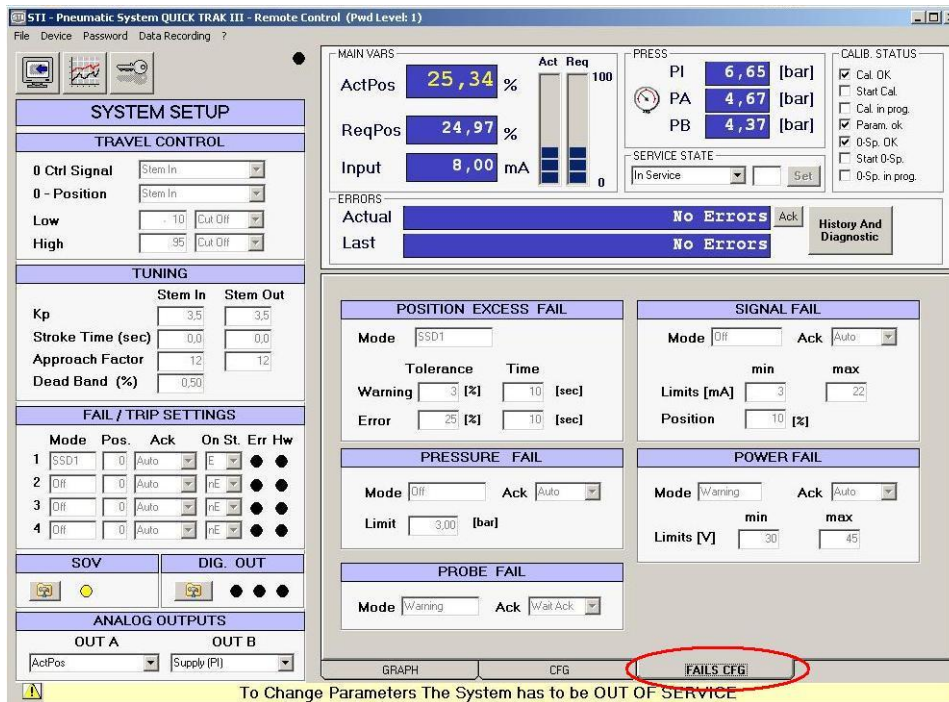 STI - Pneumatic System QUICK TRAK III - Remote Control (Pwd Level: 1)
File Device Password Data Recording ?
SYSTEM SETUP
TRAVEL CONTROL
0 Ctrl Signal Stem In
0 - Position Stem In
Low - 10 Cut Off
High 95 Cut Off
TUNING
Stem In Stem Out
Kp 3,5 3,5
Stroke Time (sec) 0,0 0,0
Approach Factor 12 12
Dead Band (%) 0,50
FAIL / TRIP SETTINGS
Mode Pos. Ack On St. Err Hw
1 SSD1 0 Auto E
2 Off 0 Auto nE
3 Off 0 Auto nE
4 Off 0 Auto nE
SOV DIG. OUT
ANALOG OUTPUTS
OUT A OUT B
ActPos Supply (PI)
MAIN VARS
ActPos 25,34 %
ReqPos 24,97 %
Input 8,00 mA
Act Req
100
0
PRESS
PI 6,65 [bar]
PA 4,67 [bar]
PB 4,37 [bar]
SERVICE STATE
In Service Set
CALIB. STATUS
Cal. OK
Start Cal.
Cal. in prog.
Param. ok
0-Sp. OK
Start 0-Sp.
0-Sp. in prog.
ERRORS
Actual No Errors Ack
Last No Errors
History And
Diagnostic
POSITION EXCESS FAIL
Mode SSD1
Tolerance Time
Warning 3 [%] 10 [sec]
Error 25 [%] 10 [sec]
SIGNAL FAIL
Mode Off Ack Auto
min max
Limits [mA] 3 22
Position 10 [%]
PRESSURE FAIL
Mode Off Ack Auto
Limit 3,00 [bar]
POWER FAIL
Mode Warning Ack Auto
min max
Limits [V] 30 45
PROBE FAIL
Mode Warning Ack Wait Ack
GRAPH CFG FAILS CFG
To Change Parameters The System has to be OUT OF SERVICE